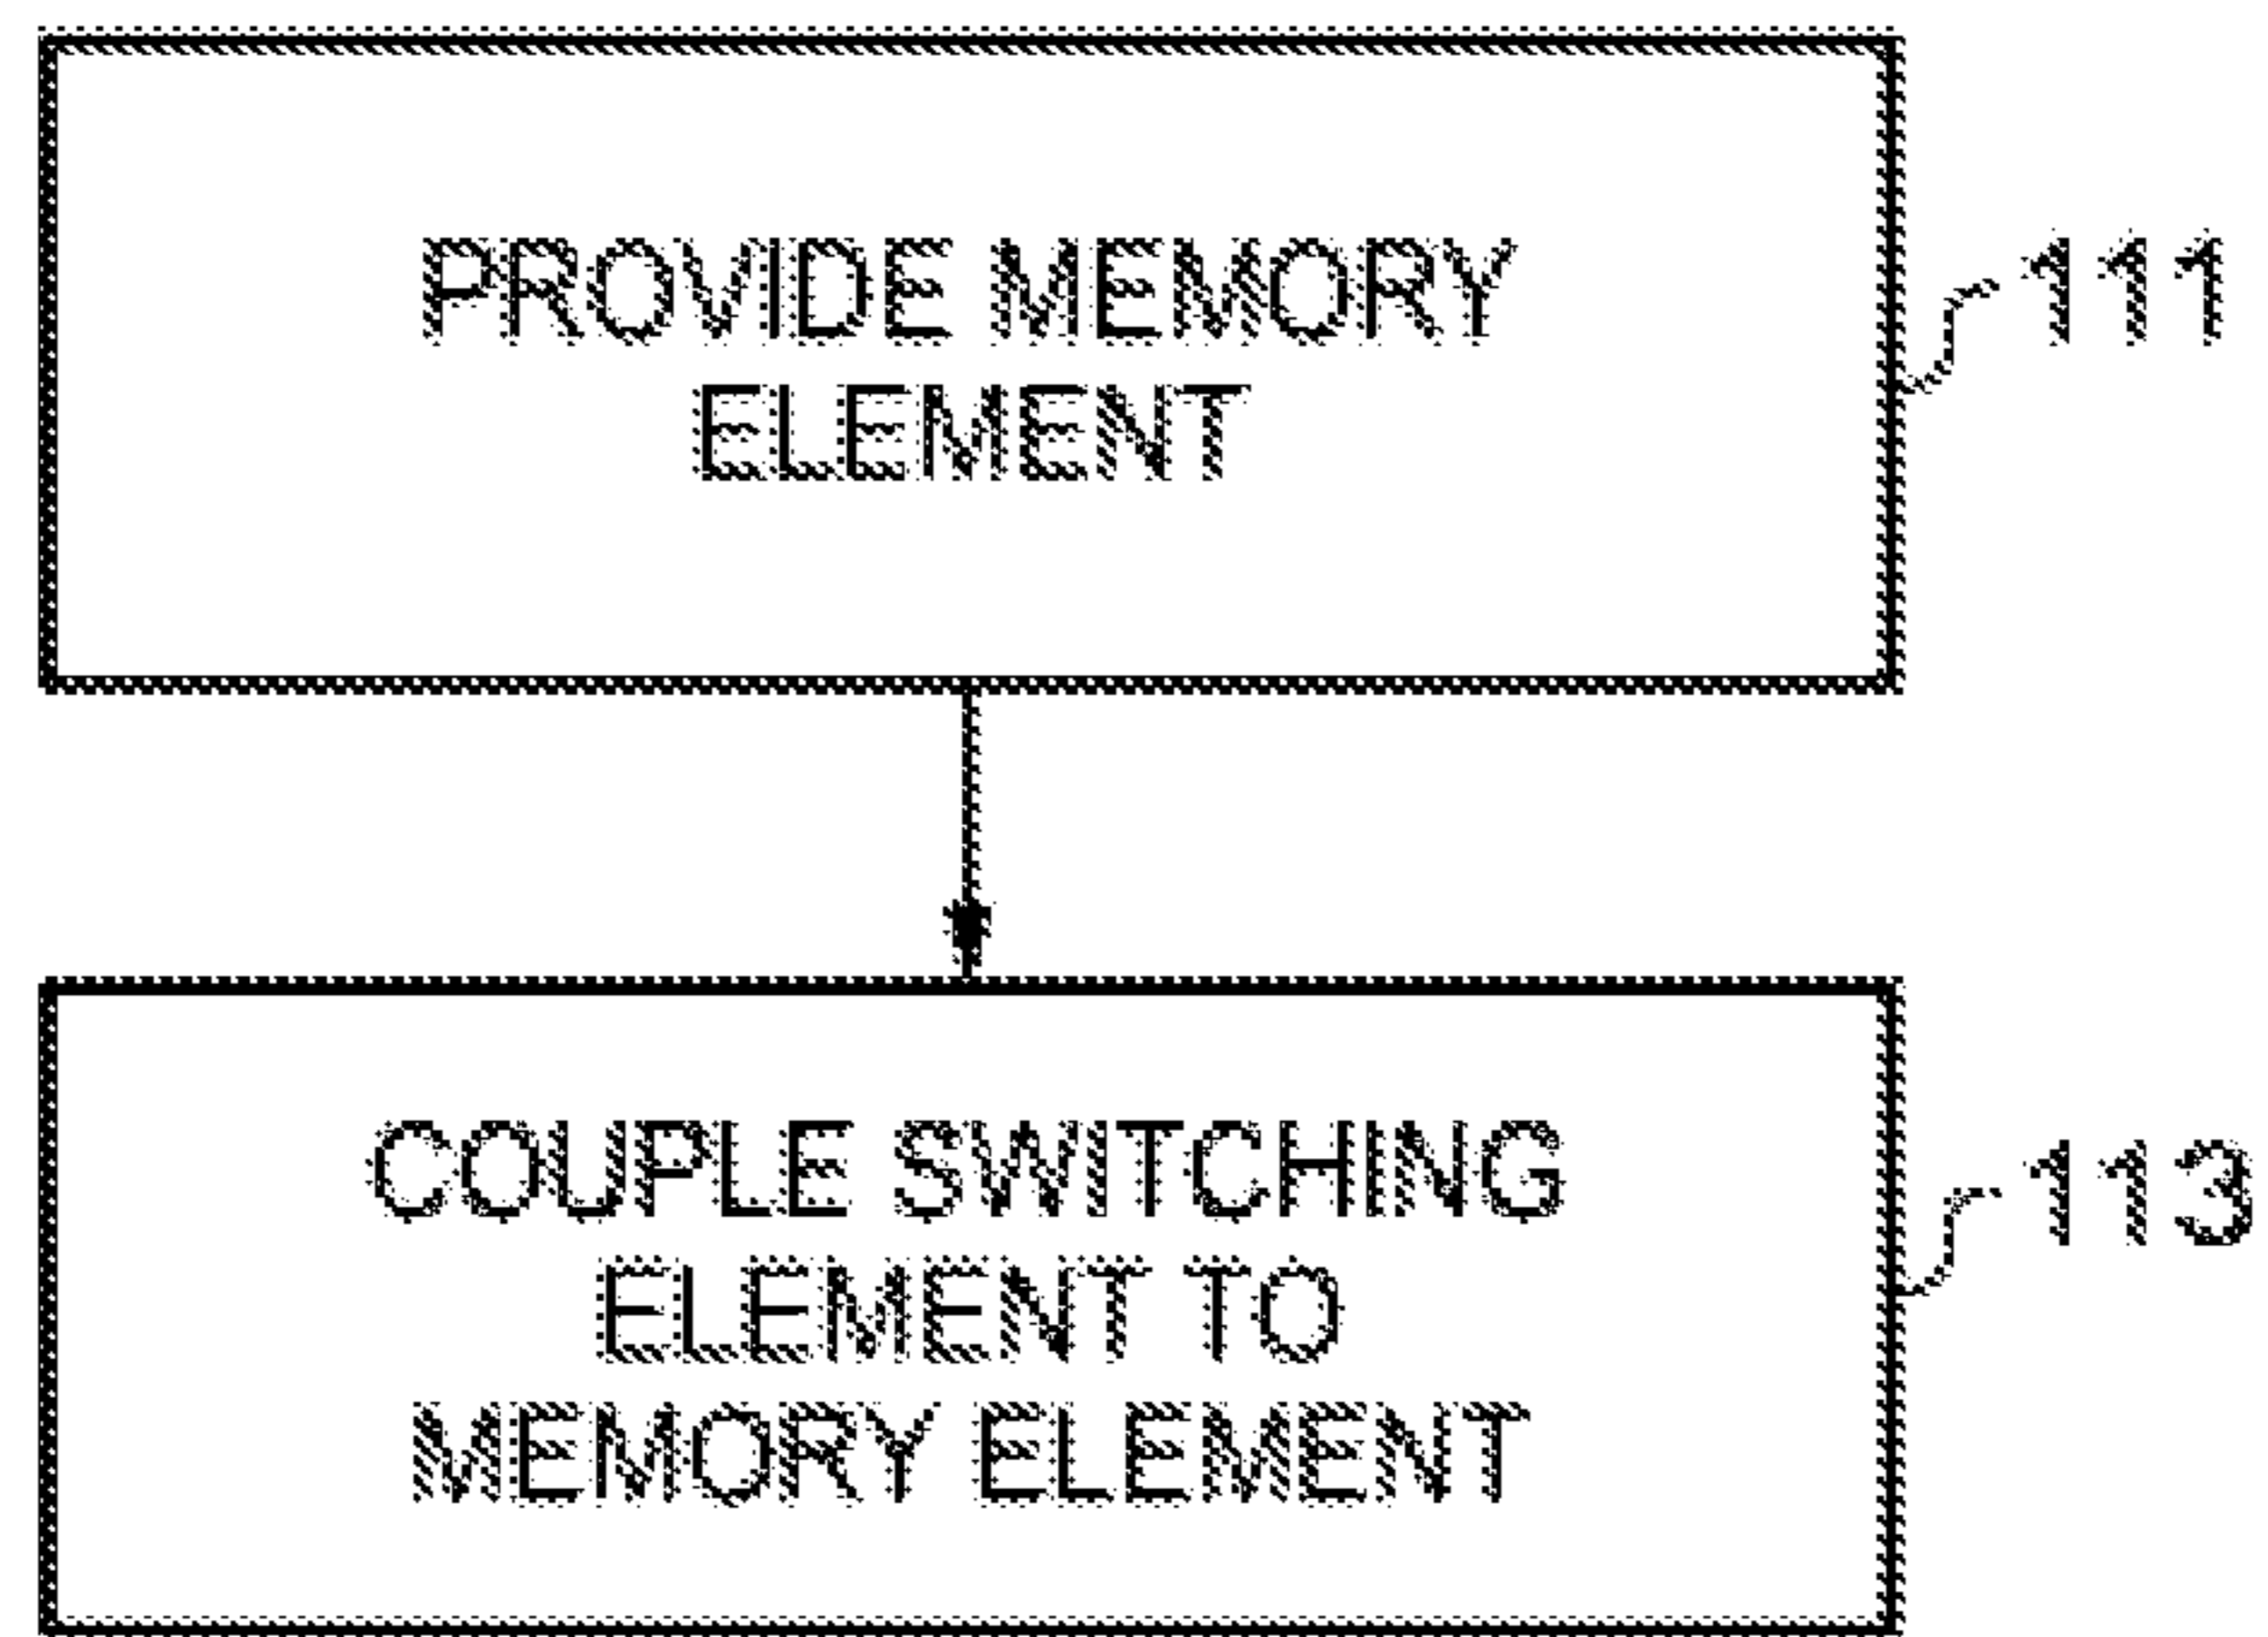 PROVIDE MEMORY
ELEMENT
111
COUPLE SWITCHING
ELEMENT TO
MEMORY ELEMENT
113